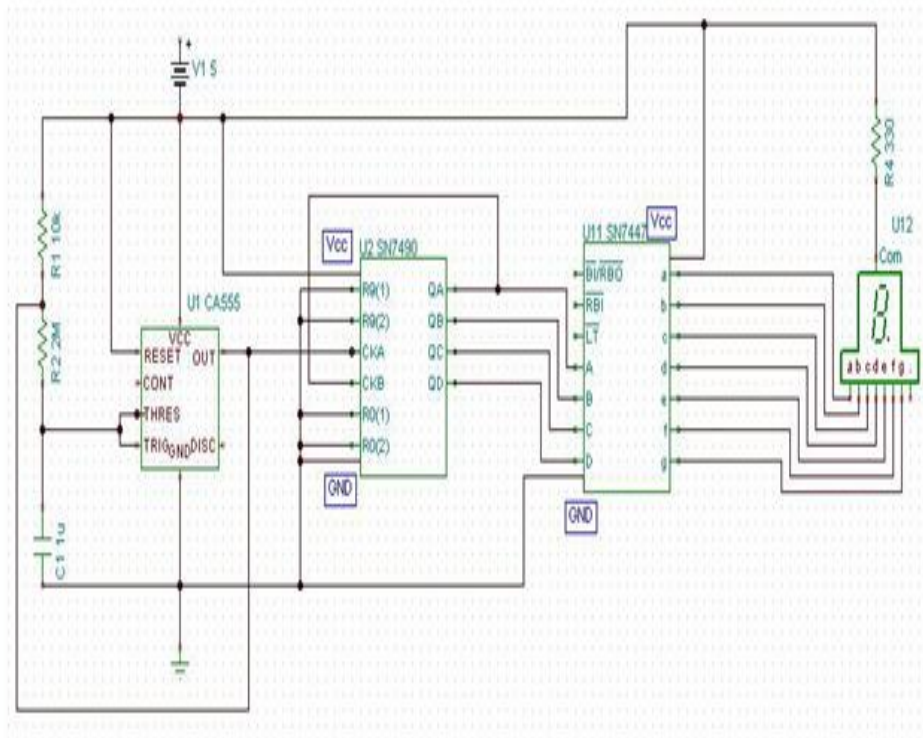 +
V1 5
R4 330
U12
Com
a b c d e f g .
R1 10k
R2 2M
C1 1u
U1 CA555
VCC
RESET OUT
CONT
THRES
TRIG GND DISC
Vcc
U2 SN7490
R9(1) QA
R9(2) QB
CKA QC
CKB QD
R0(1)
R0(2)
GND
U11 SN7447
Vcc
BI/RBO a
RBI b
LT c
A d
B e
C f
D g
GND